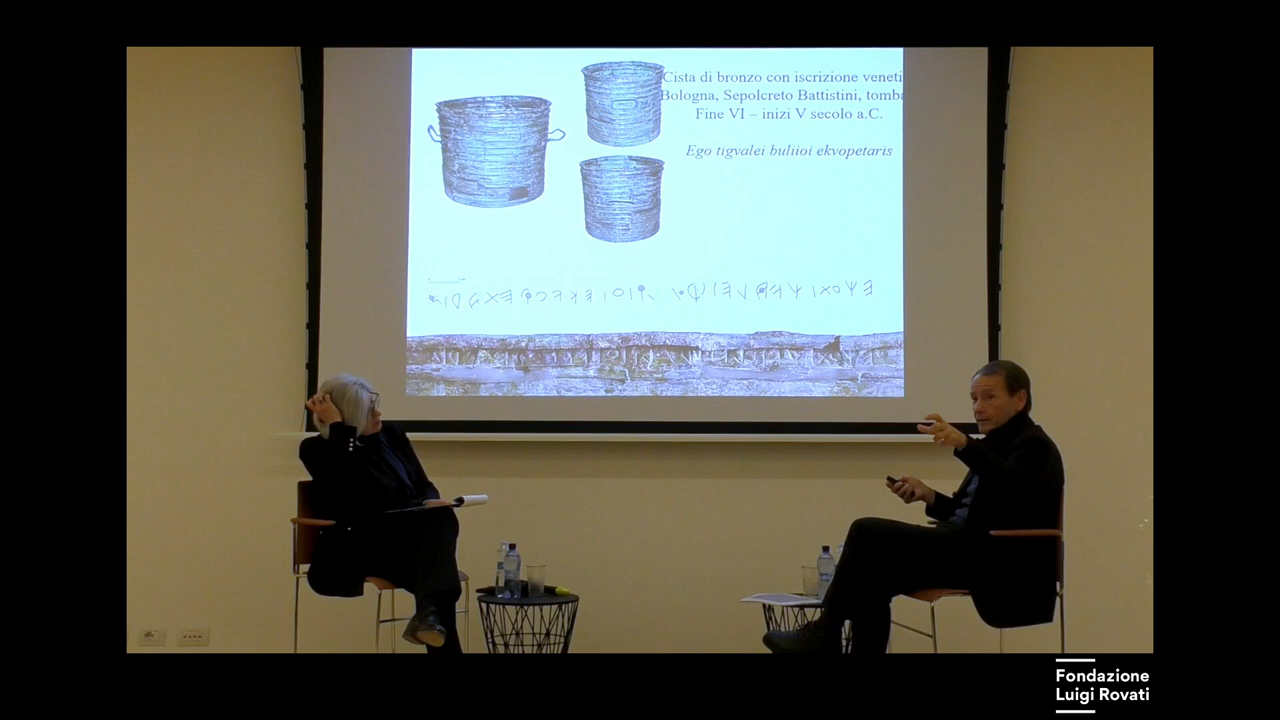 Cista di bronzo con iscrizione veneti
Bologna, Sepolcreto Battistini, tomba
Fine VI – inizi V secolo a.C.
Ego tigvalei buliioi ekvopetaris
Fondazione
Luigi Rovati